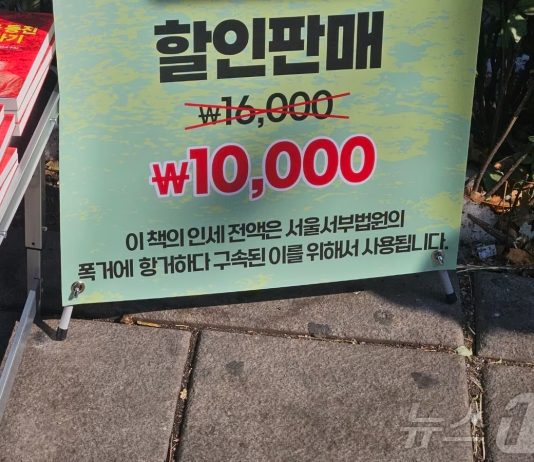 할인판매
₩16,000
₩10,000
이 책의 인세 전액은 서울서부법원의
폭거에 항거하다 구속된 이를 위해서 사용됩니다.
뉴스1